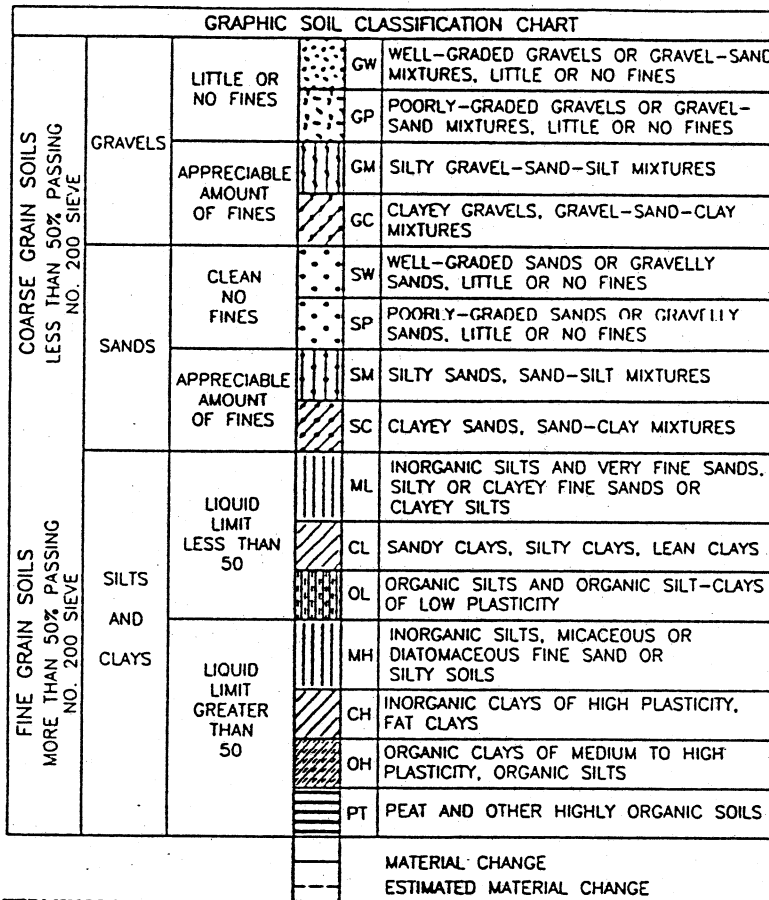 GRAPHIC SOIL CLASSIFICATION CHART
COARSE GRAIN SOILS
LESS THAN 50% PASSING
NO. 200 SIEVE
GRAVELS
LITTLE OR
NO FINES
GW
WELL-GRADED GRAVELS OR GRAVEL-SAND
MIXTURES, LITTLE OR NO FINES
GP
POORLY-GRADED GRAVELS OR GRAVEL-
SAND MIXTURES, LITTLE OR NO FINES
APPRECIABLE
AMOUNT
OF FINES
GM
SILTY GRAVEL-SAND-SILT MIXTURES
GC
CLAYEY GRAVELS, GRAVEL-SAND-CLAY
MIXTURES
SANDS
CLEAN
NO
FINES
SW
WELL-GRADED SANDS OR GRAVELLY
SANDS, LITTLE OR NO FINES
SP
POORLY-GRADED SANDS OR GRAVELLY
SANDS, LITTLE OR NO FINES
APPRECIABLE
AMOUNT
OF FINES
SM
SILTY SANDS, SAND-SILT MIXTURES
SC
CLAYEY SANDS, SAND-CLAY MIXTURES
FINE GRAIN SOILS
MORE THAN 50% PASSING
NO. 200 SIEVE
SILTS
AND
CLAYS
LIQUID
LIMIT
LESS THAN
50
ML
INORGANIC SILTS AND VERY FINE SANDS,
SILTY OR CLAYEY FINE SANDS OR
CLAYEY SILTS
CL
SANDY CLAYS, SILTY CLAYS, LEAN CLAYS
OL
ORGANIC SILTS AND ORGANIC SILT-CLAYS
OF LOW PLASTICITY
LIQUID
LIMIT
GREATER
THAN
50
MH
INORGANIC SILTS, MICACEOUS OR
DIATOMACEOUS FINE SAND OR
SILTY SOILS
CH
INORGANIC CLAYS OF HIGH PLASTICITY,
FAT CLAYS
OH
ORGANIC CLAYS OF MEDIUM TO HIGH
PLASTICITY, ORGANIC SILTS
PT
PEAT AND OTHER HIGHLY ORGANIC SOILS
MATERIAL CHANGE
ESTIMATED MATERIAL CHANGE